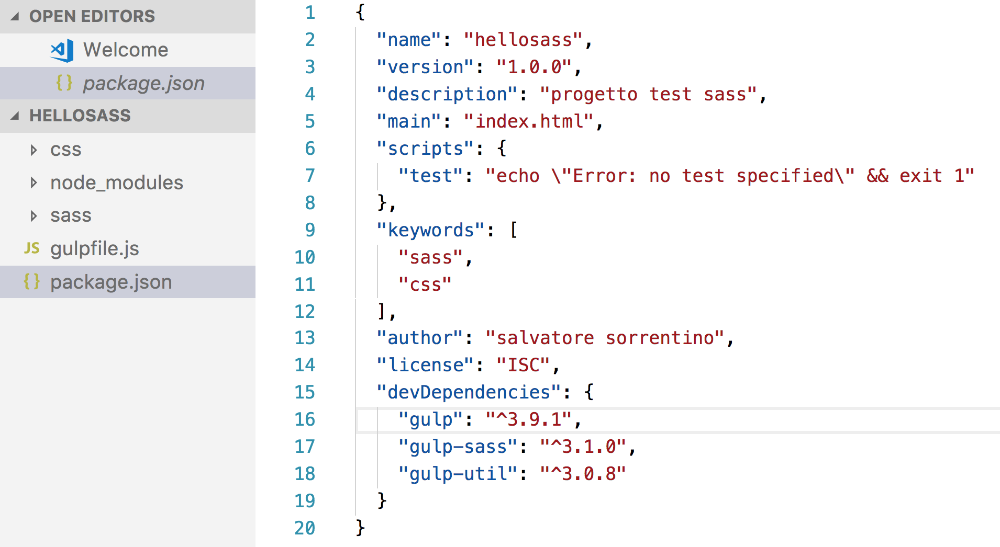 OPEN EDITORS
Welcome
{} package.json
HELLOSASS
css
node_modules
sass
JS gulpfile.js
{} package.json
1 {
2 "name": "hellosass",
3 "version": "1.0.0",
4 "description": "progetto test sass",
5 "main": "index.html",
6 "scripts": {
7 "test": "echo \"Error: no test specified\" && exit 1"
8 },
9 "keywords": [
10 "sass",
11 "css"
12 ],
13 "author": "salvatore sorrentino",
14 "license": "ISC",
15 "devDependencies": {
16 "gulp": "^3.9.1",
17 "gulp-sass": "^3.1.0",
18 "gulp-util": "^3.0.8"
19 }
20 }